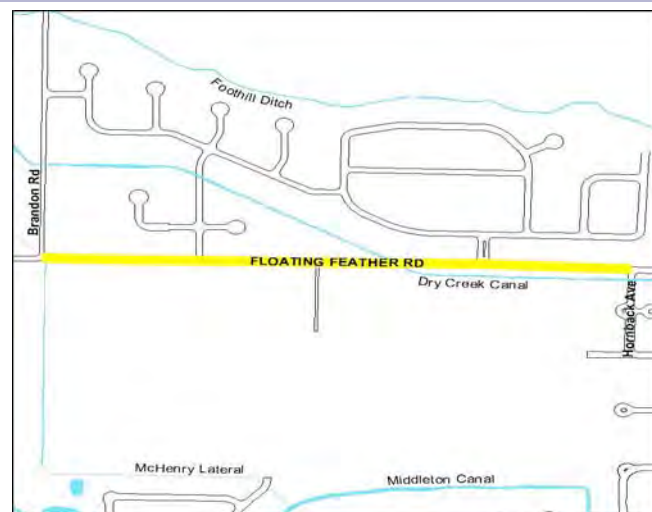 Foothill Ditch
Brandon Rd
FLOATING FEATHER RD
Dry Creek Canal
Hornback Ave
McHenry Lateral
Middleton Canal